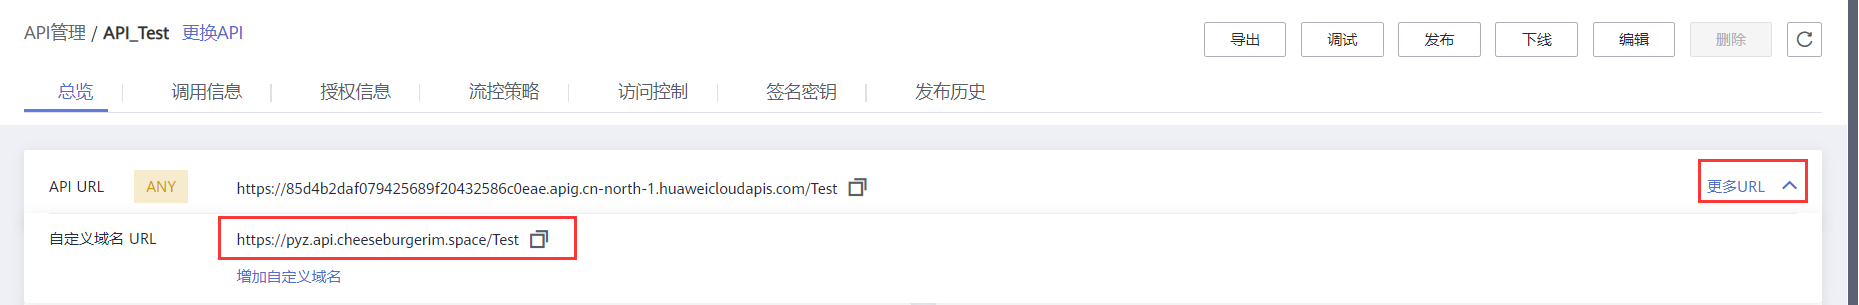 API管理 / API_Test 更换API
导出 调试 发布 下线 编辑 删除
总览 调用信息 授权信息 流控策略 访问控制 签名密钥 发布历史
API URL ANY https://85d4b2daf079425689f20432586c0eae.apig.cn-north-1.huaweicloudapis.com/Test 更多URL
自定义域名 URL https://pyz.api.cheeseburgerim.space/Test
增加自定义域名